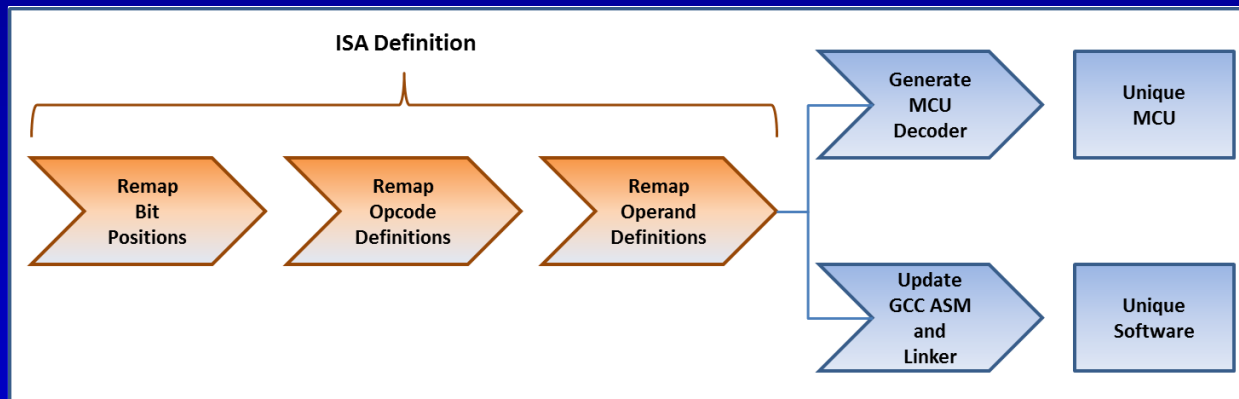 ISA Definition
Remap
Bit
Positions
Remap
Opcode
Definitions
Remap
Operand
Definitions
Generate
MCU
Decoder
Unique
MCU
Update
GCC ASM
and
Linker
Unique
Software